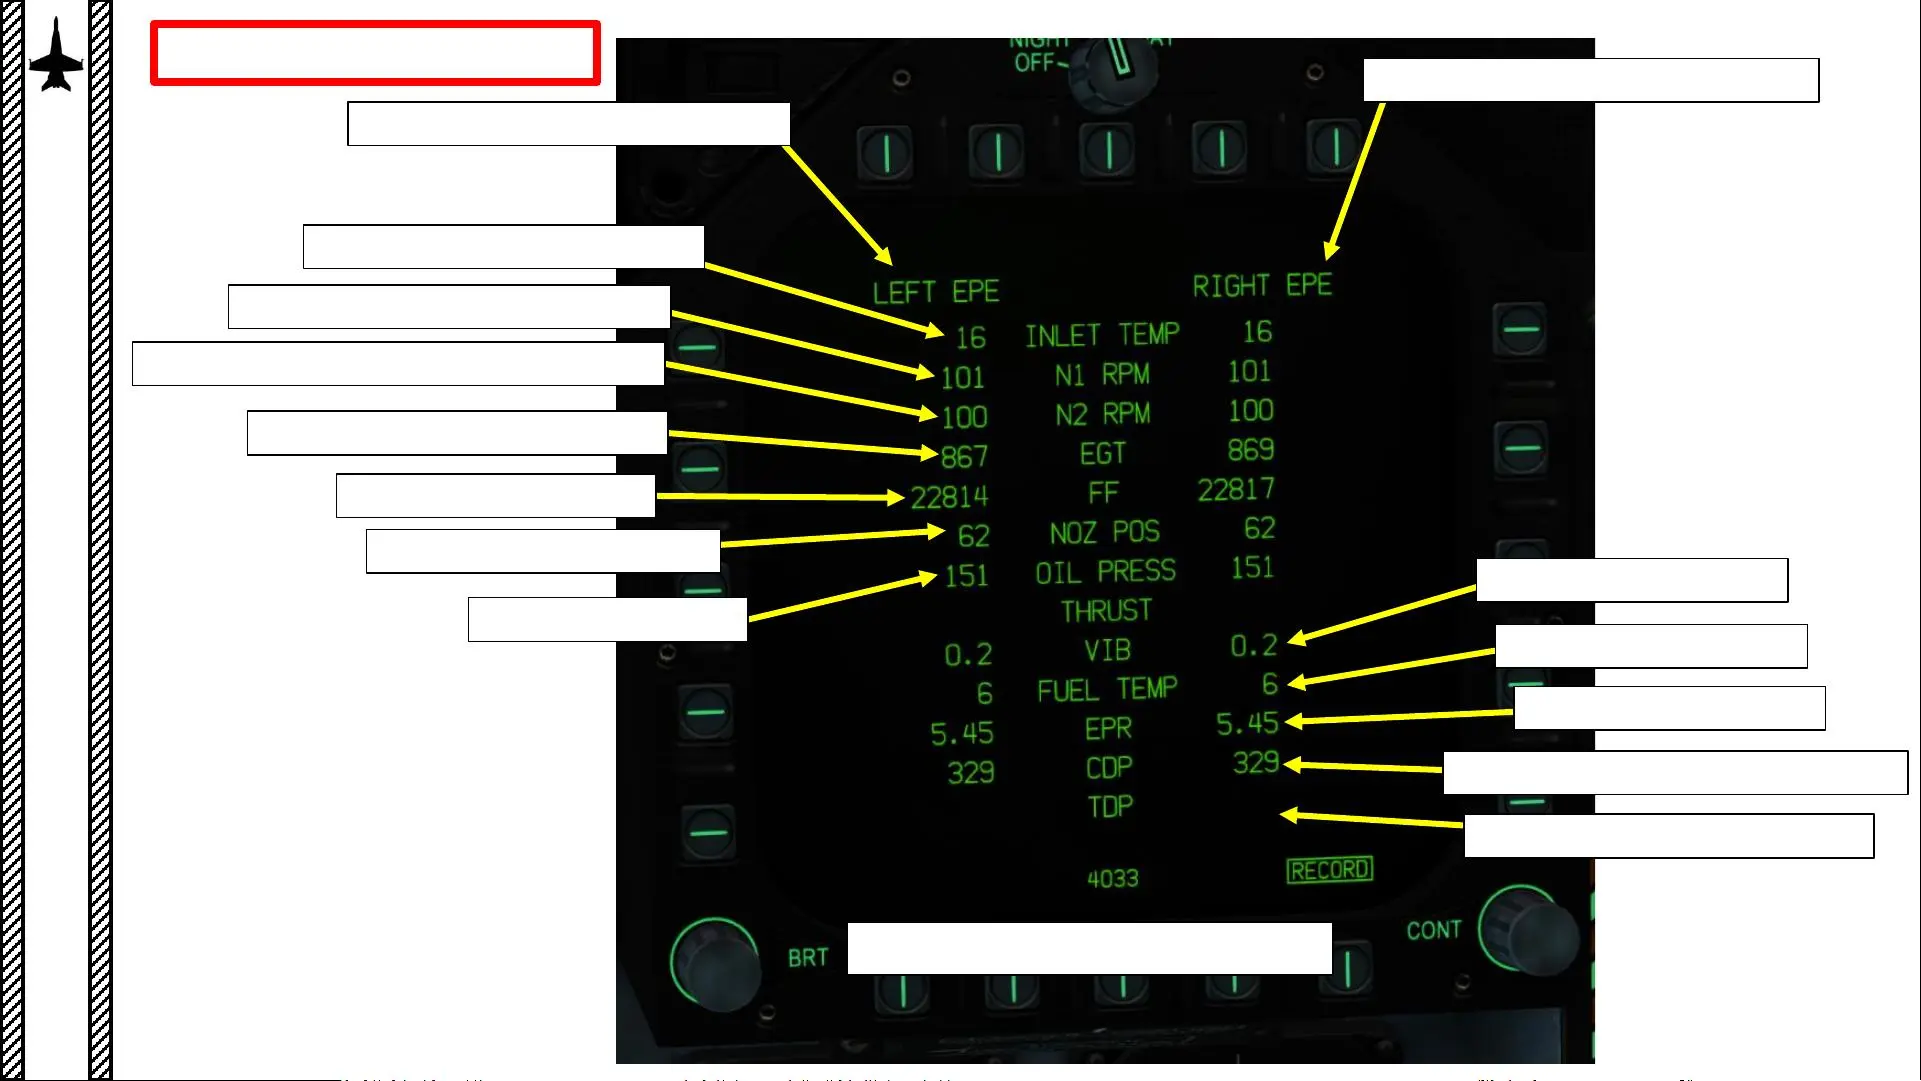 NIGHT
OFF
LEFT EPE RIGHT EPE
16 INLET TEMP 16
101 N1 RPM 101
100 N2 RPM 100
867 EGT 869
22814 FF 22817
62 NOZ POS 62
151 OIL PRESS 151
THRUST
0.2 VIB 0.2
6 FUEL TEMP 6
5.45 EPR 5.45
329 CDP 329
TDP
4033 RECORD
BRT CONT